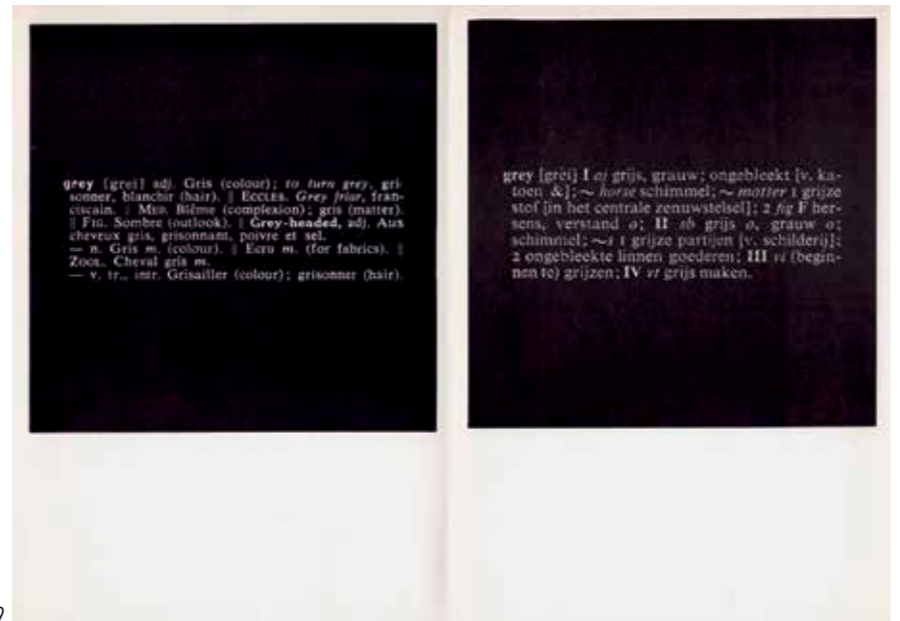 grey [grei] adj. Gris (colour); to turn grey, gri-
sonner, blanchir (hair). ‖ ECCLES. Grey friar, fran-
ciscain. ‖ MED. Blême (complexion); gris (matter).
‖ FIG. Sombre (outlook). ‖ Grey-headed, adj. Aux
cheveux gris, grisonnant, poivre et sel.
— n. Gris m. (colour). ‖ Ecru m. (for fabrics). ‖
ZOOL. Cheval gris m.
— v. tr., intr. Grisailler (colour); grisonner (hair).
grey [grei] I aj grijs, grauw; ongebleekt [v. ka-
toen &]; ~ horse schimmel; ~ matter 1 grijze
stof [in het centrale zenuwstelsel]; 2 fig F her-
sens, verstand o; II sb grijs o, grauw o;
schimmel; ~s 1 grijze partijen [v. schilderij];
2 ongebleekte linnen goederen; III vi (begin-
nen te) grijzen; IV vt grijs maken.